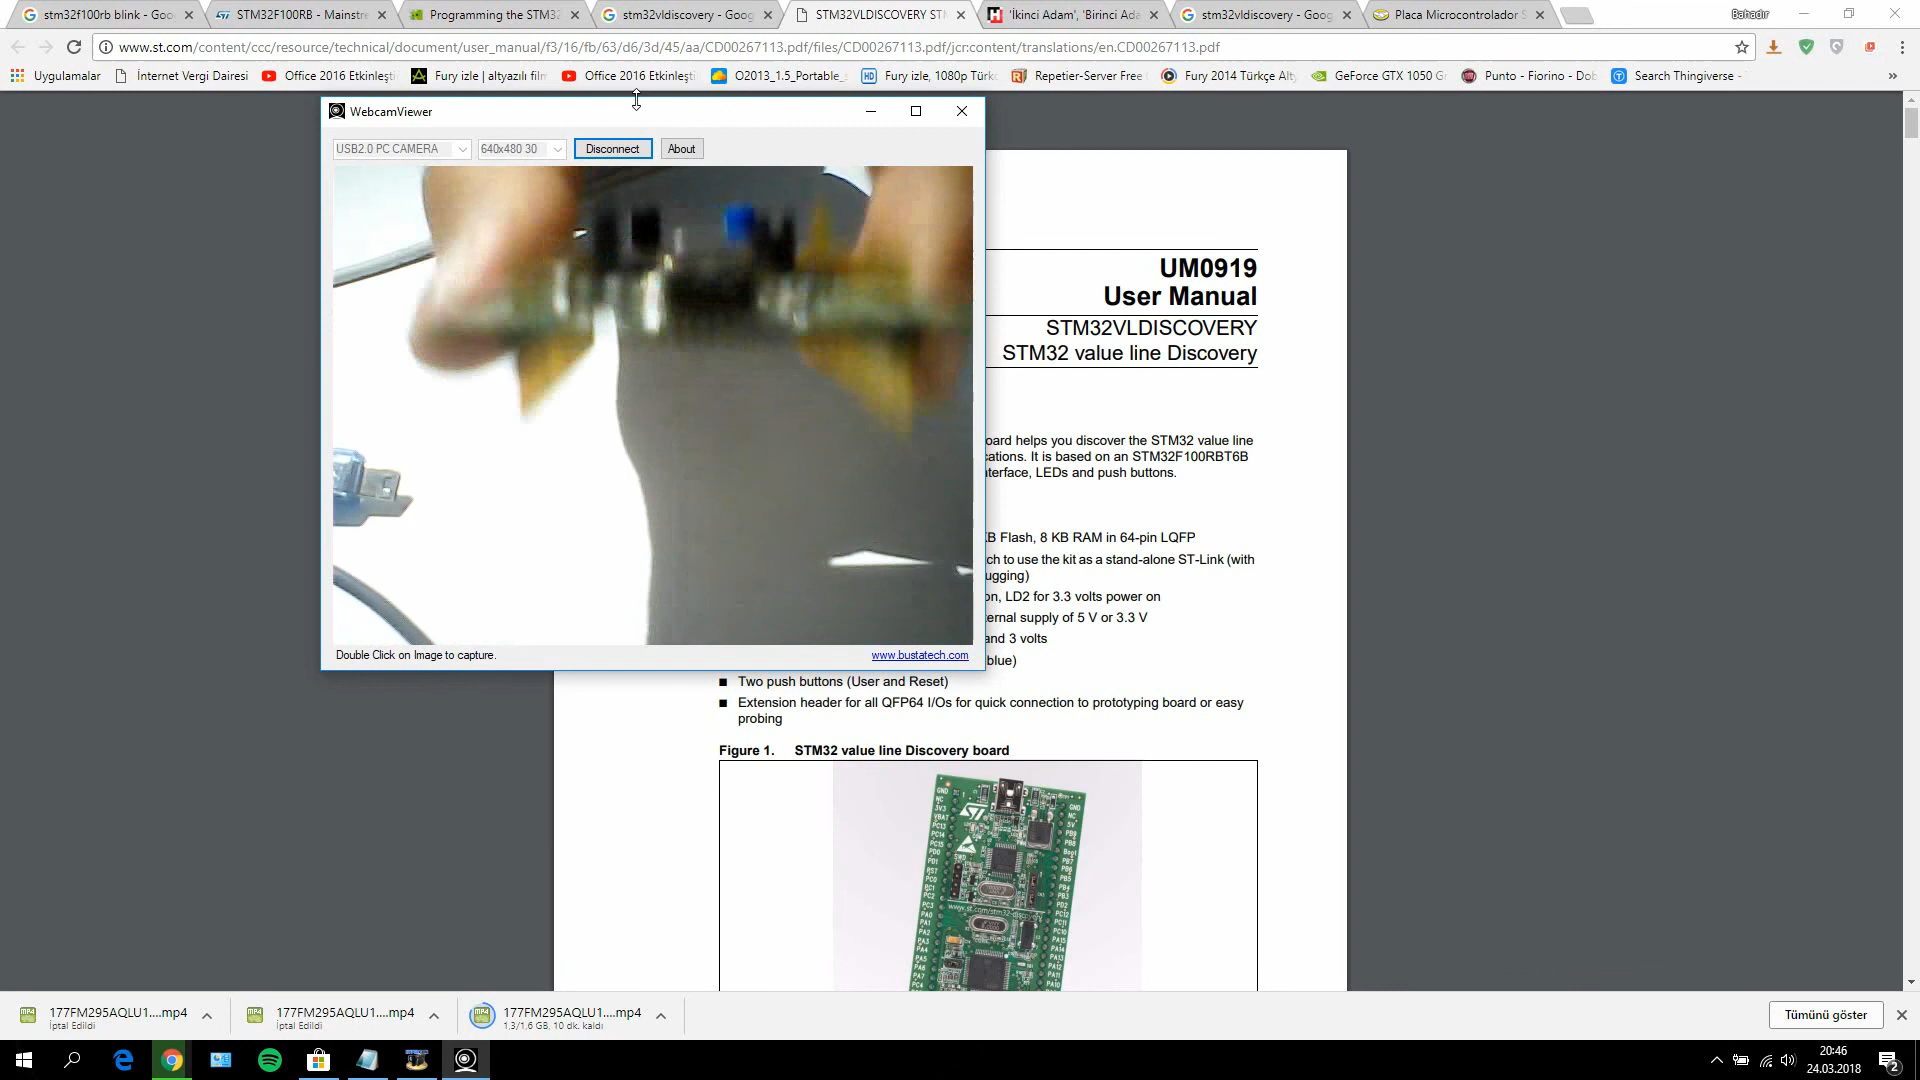 stm32f100rb blink - Goo
STM32F100RB - Mainstre
Programming the STM32
stm32vldiscovery - Goog
STM32VLDISCOVERY STM
'İkinci Adam', 'Birinci Ada
stm32vldiscovery - Goog
Placa Microcontrolador S
Bahadır
www.st.com/content/ccc/resource/technical/document/user_manual/f3/16/fb/63/d6/3d/45/aa/CD00267113.pdf/files/CD00267113.pdf/jcr:content/translations/en.CD00267113.pdf
Uygulamalar
İnternet Vergi Dairesi
Office 2016 Etkinleşti
Fury izle | altyazılı film
Office 2016 Etkinleşti
O2013_1.5_Portable_
Fury izle, 1080p Türkç
Repetier-Server Free
Fury 2014 Türkçe Alty
GeForce GTX 1050 G
Punto - Fiorino - Dob
Search Thingiverse -
WebcamViewer
USB2.0 PC CAMERA
640x480 30
Disconnect
About
Double Click on Image to capture.
www.bustatech.com
UM0919
User Manual
STM32VLDISCOVERY
STM32 value line Discovery
oard helps you discover the STM32 value line
cations. It is based on an STM32F100RBT6B
nterface, LEDs and push buttons.
KB Flash, 8 KB RAM in 64-pin LQFP
ch to use the kit as a stand-alone ST-Link (with
ugging)
on, LD2 for 3.3 volts power on
ternal supply of 5 V or 3.3 V
and 3 volts
blue)
■ Two push buttons (User and Reset)
■ Extension header for all QFP64 I/Os for quick connection to prototyping board or easy
probing
Figure 1. STM32 value line Discovery board
177FM295AQLU1....mp4
İptal Edildi
177FM295AQLU1....mp4
İptal Edildi
177FM295AQLU1....mp4
1,3/1,6 GB, 10 dk. kaldı
Tümünü göster
20:46
24.03.2018
2